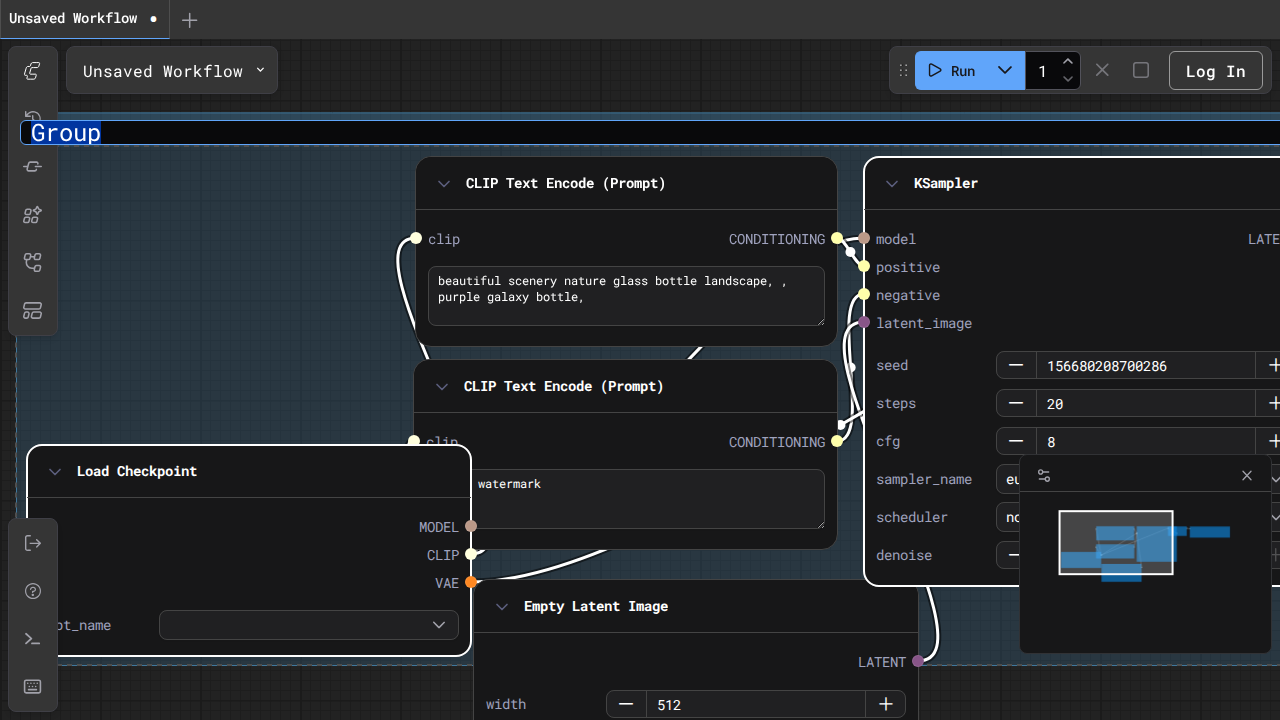 Unsaved Workflow
Unsaved Workflow
Run
1
Log In
Group
CLIP Text Encode (Prompt)
clip
CONDITIONING
beautiful scenery nature glass bottle landscape, ,
purple galaxy bottle,
CLIP Text Encode (Prompt)
clip
CONDITIONING
watermark
KSampler
model
LATE
positive
negative
latent_image
seed
156680208700286
steps
20
cfg
8
sampler_name
eu
scheduler
no
denoise
Load Checkpoint
MODEL
CLIP
VAE
pt_name
Empty Latent Image
LATENT
width
512